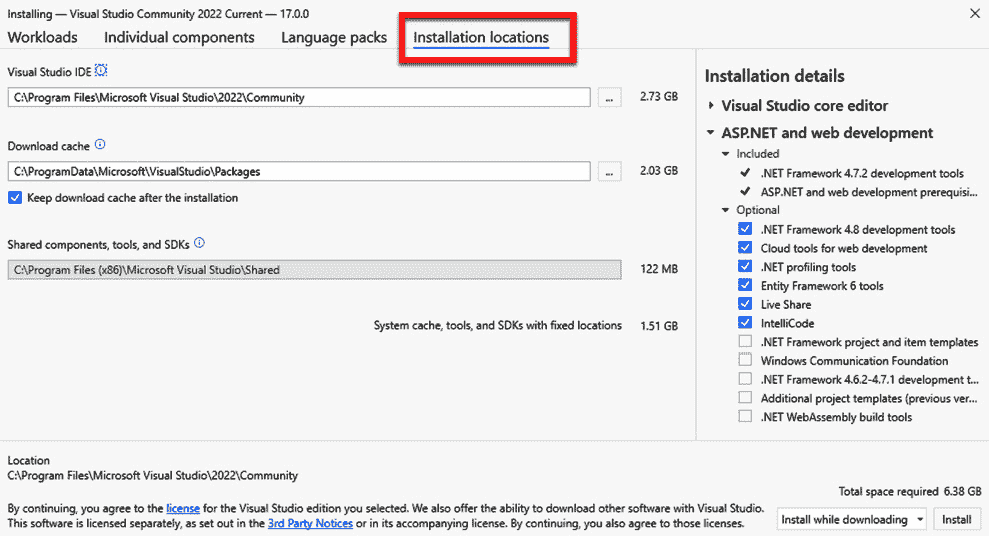 Installing — Visual Studio Community 2022 Current — 17.0.0
Workloads Individual components Language packs Installation locations
Visual Studio IDE
C:\Program Files\Microsoft Visual Studio\2022\Community ... 2.73 GB
Download cache
C:\ProgramData\Microsoft\VisualStudio\Packages ... 2.03 GB
Keep download cache after the installation
Shared components, tools, and SDKs
C:\Program Files (x86)\Microsoft Visual Studio\Shared 122 MB
System cache, tools, and SDKs with fixed locations 1.51 GB
Installation details
Visual Studio core editor
ASP.NET and web development
Included
.NET Framework 4.7.2 development tools
ASP.NET and web development prerequisi...
Optional
.NET Framework 4.8 development tools
Cloud tools for web development
.NET profiling tools
Entity Framework 6 tools
Live Share
IntelliCode
.NET Framework project and item templates
Windows Communication Foundation
.NET Framework 4.6.2-4.7.1 development t...
Additional project templates (previous ver...
.NET WebAssembly build tools
Location
C:\Program Files\Microsoft Visual Studio\2022\Community
By continuing, you agree to the license for the Visual Studio edition you selected. We also offer the ability to download other software with Visual Studio.
This software is licensed separately, as set out in the 3rd Party Notices or in its accompanying license. By continuing, you also agree to those licenses.
Total space required 6.38 GB
Install while downloading Install